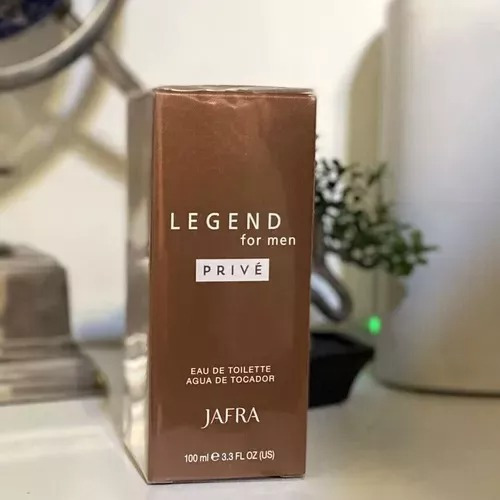 LEGEND
for men
PRIVÉ
EAU DE TOILETTE
AGUA DE TOCADOR
JAFRA
100 ml ℮ 3.3 FL OZ (US)